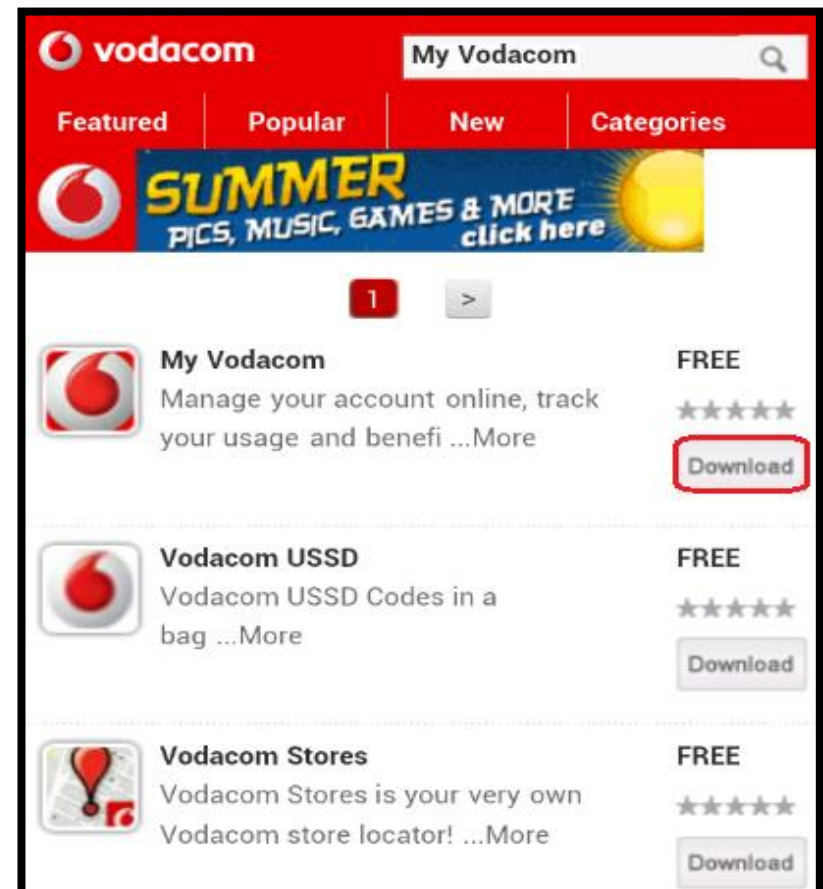 vodacom
My Vodacom
Featured Popular New Categories
SUMMER
PICS, MUSIC, GAMES & MORE
click here
1 >
My Vodacom FREE
Manage your account online, track
your usage and benefi ...More
Download
Vodacom USSD FREE
Vodacom USSD Codes in a
bag ...More
Download
Vodacom Stores FREE
Vodacom Stores is your very own
Vodacom store locator! ...More
Download